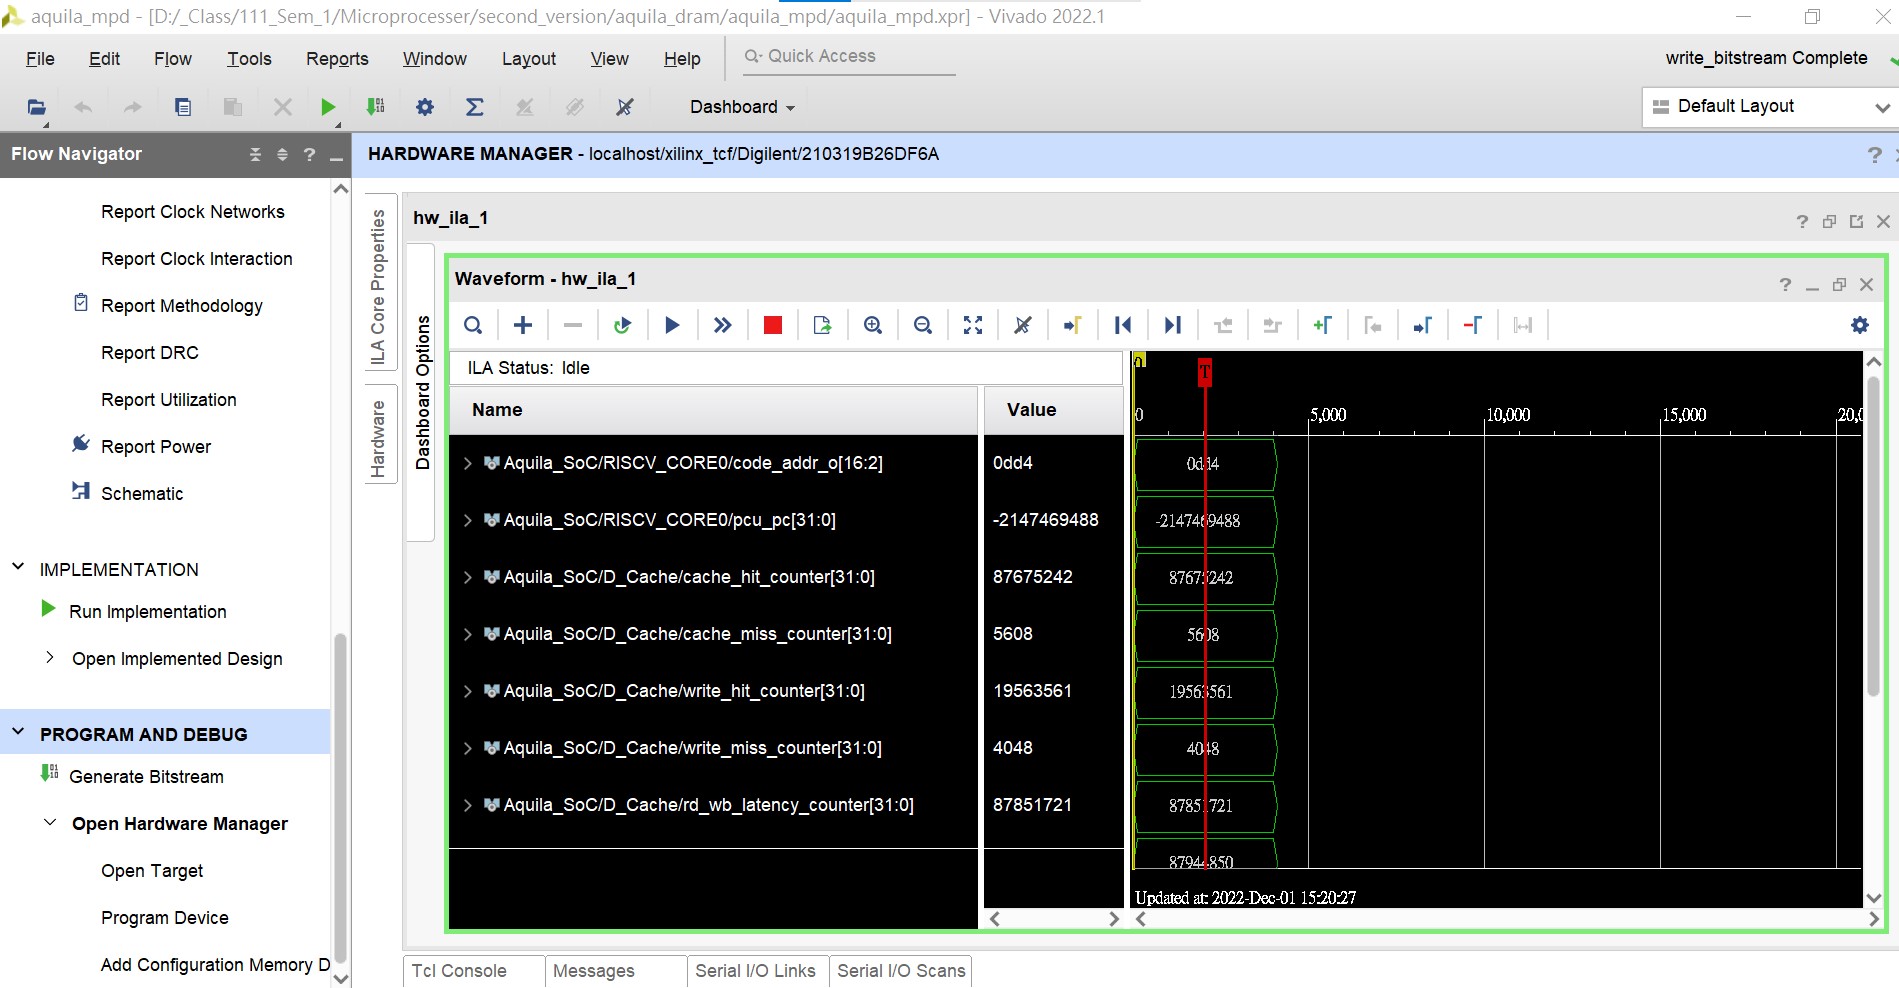 aquila_mpd - [D:/_Class/111_Sem_1/Microprocesser/second_version/aquila_dram/aquila_mpd/aquila_mpd.xpr] - Vivado 2022.1
File Edit Flow Tools Reports Window Layout View Help Quick Access write_bitstream Complete
Dashboard Default Layout
Flow Navigator
HARDWARE MANAGER - localhost/xilinx_tcf/Digilent/210319B26DF6A
Report Clock Networks
Report Clock Interaction
Report Methodology
Report DRC
Report Utilization
Report Power
Schematic
IMPLEMENTATION
Run Implementation
Open Implemented Design
PROGRAM AND DEBUG
Generate Bitstream
Open Hardware Manager
Open Target
Program Device
Add Configuration Memory D
ILA Core Properties
Hardware
Dashboard Options
hw_ila_1
Waveform - hw_ila_1
ILA Status: Idle
Name Value
T
0 5,000 10,000 15,000 20,0
Aquila_SoC/RISCV_CORE0/code_addr_o[16:2] 0dd4 0dd4
Aquila_SoC/RISCV_CORE0/pcu_pc[31:0] -2147469488 -2147469488
Aquila_SoC/D_Cache/cache_hit_counter[31:0] 87675242 87675242
Aquila_SoC/D_Cache/cache_miss_counter[31:0] 5608 5608
Aquila_SoC/D_Cache/write_hit_counter[31:0] 19563561 19563561
Aquila_SoC/D_Cache/write_miss_counter[31:0] 4048 4048
Aquila_SoC/D_Cache/rd_wb_latency_counter[31:0] 87851721 87851721
87944850
Updated at: 2022-Dec-01 15:20:27
Tcl Console Messages Serial I/O Links Serial I/O Scans